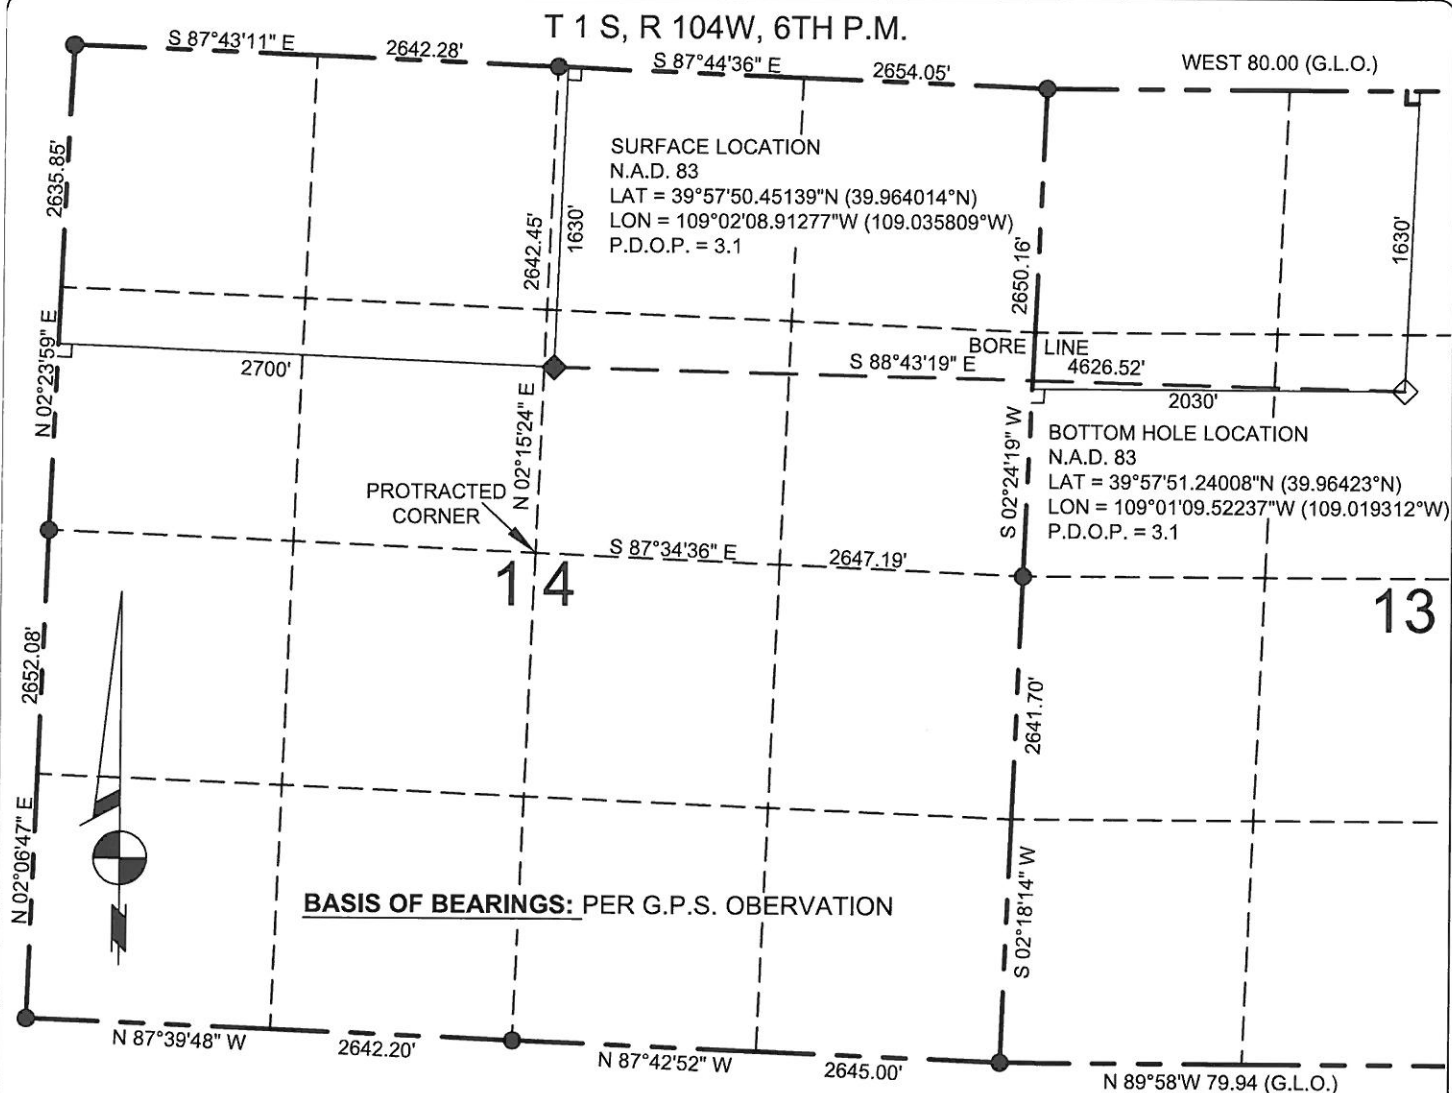 T 1 S, R 104W, 6TH P.M.
S 87°43'11" E
2642.28'
S 87°44'36" E
2654.05'
WEST 80.00 (G.L.O.)
2635.85'
2642.45'
1630'
SURFACE LOCATION
N.A.D. 83
LAT = 39°57'50.45139"N (39.964014°N)
LON = 109°02'08.91277"W (109.035809°W)
P.D.O.P. = 3.1
2650.16'
1630'
N 02°23'59" E
2700'
N 02°15'24" E
BORE LINE
S 88°43'19" E
4626.52'
2030'
S 02°24'19" W
BOTTOM HOLE LOCATION
N.A.D. 83
LAT = 39°57'51.24008"N (39.96423°N)
LON = 109°01'09.52237"W (109.019312°W)
P.D.O.P. = 3.1
PROTRACTED
CORNER
S 87°34'36" E
2647.19'
14
13
2652.08'
2641.70'
N 02°06'47" E
S 02°18'14" W
BASIS OF BEARINGS: PER G.P.S. OBERVATION
N 87°39'48" W
2642.20'
N 87°42'52" W
2645.00'
N 89°58'W 79.94 (G.L.O.)